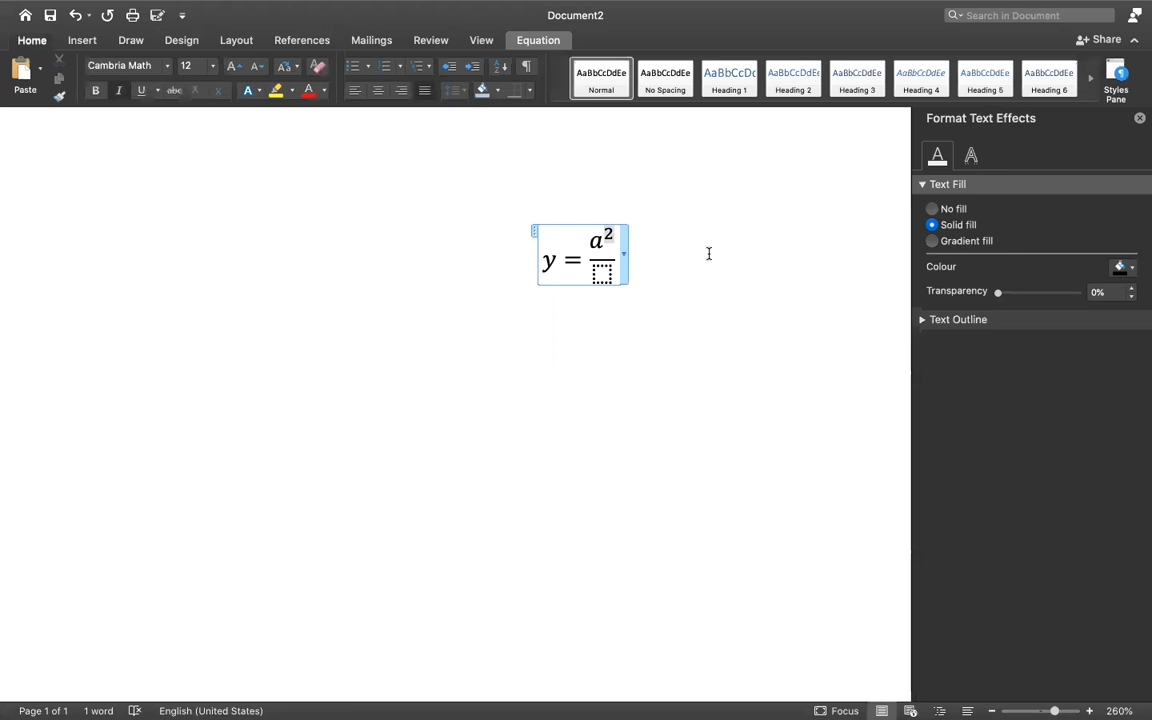 Document2
Search in Document
Home Insert Draw Design Layout References Mailings Review View Equation Share
Paste Cambria Math 12
B I U abc X X A A
AaBbCcDdEe AaBbCcDdEe AaBbCcDc AaBbCcDdEe AaBbCcDdEe AaBbCcDdEe AaBbCcDdEe AaBbCcDdEe
Normal No Spacing Heading 1 Heading 2 Heading 3 Heading 4 Heading 5 Heading 6 Styles Pane
Format Text Effects
Text Fill
No fill
Solid fill
Gradient fill
Colour
Transparency 0%
Text Outline
y = a²
Page 1 of 1 1 word English (United States) Focus 260%